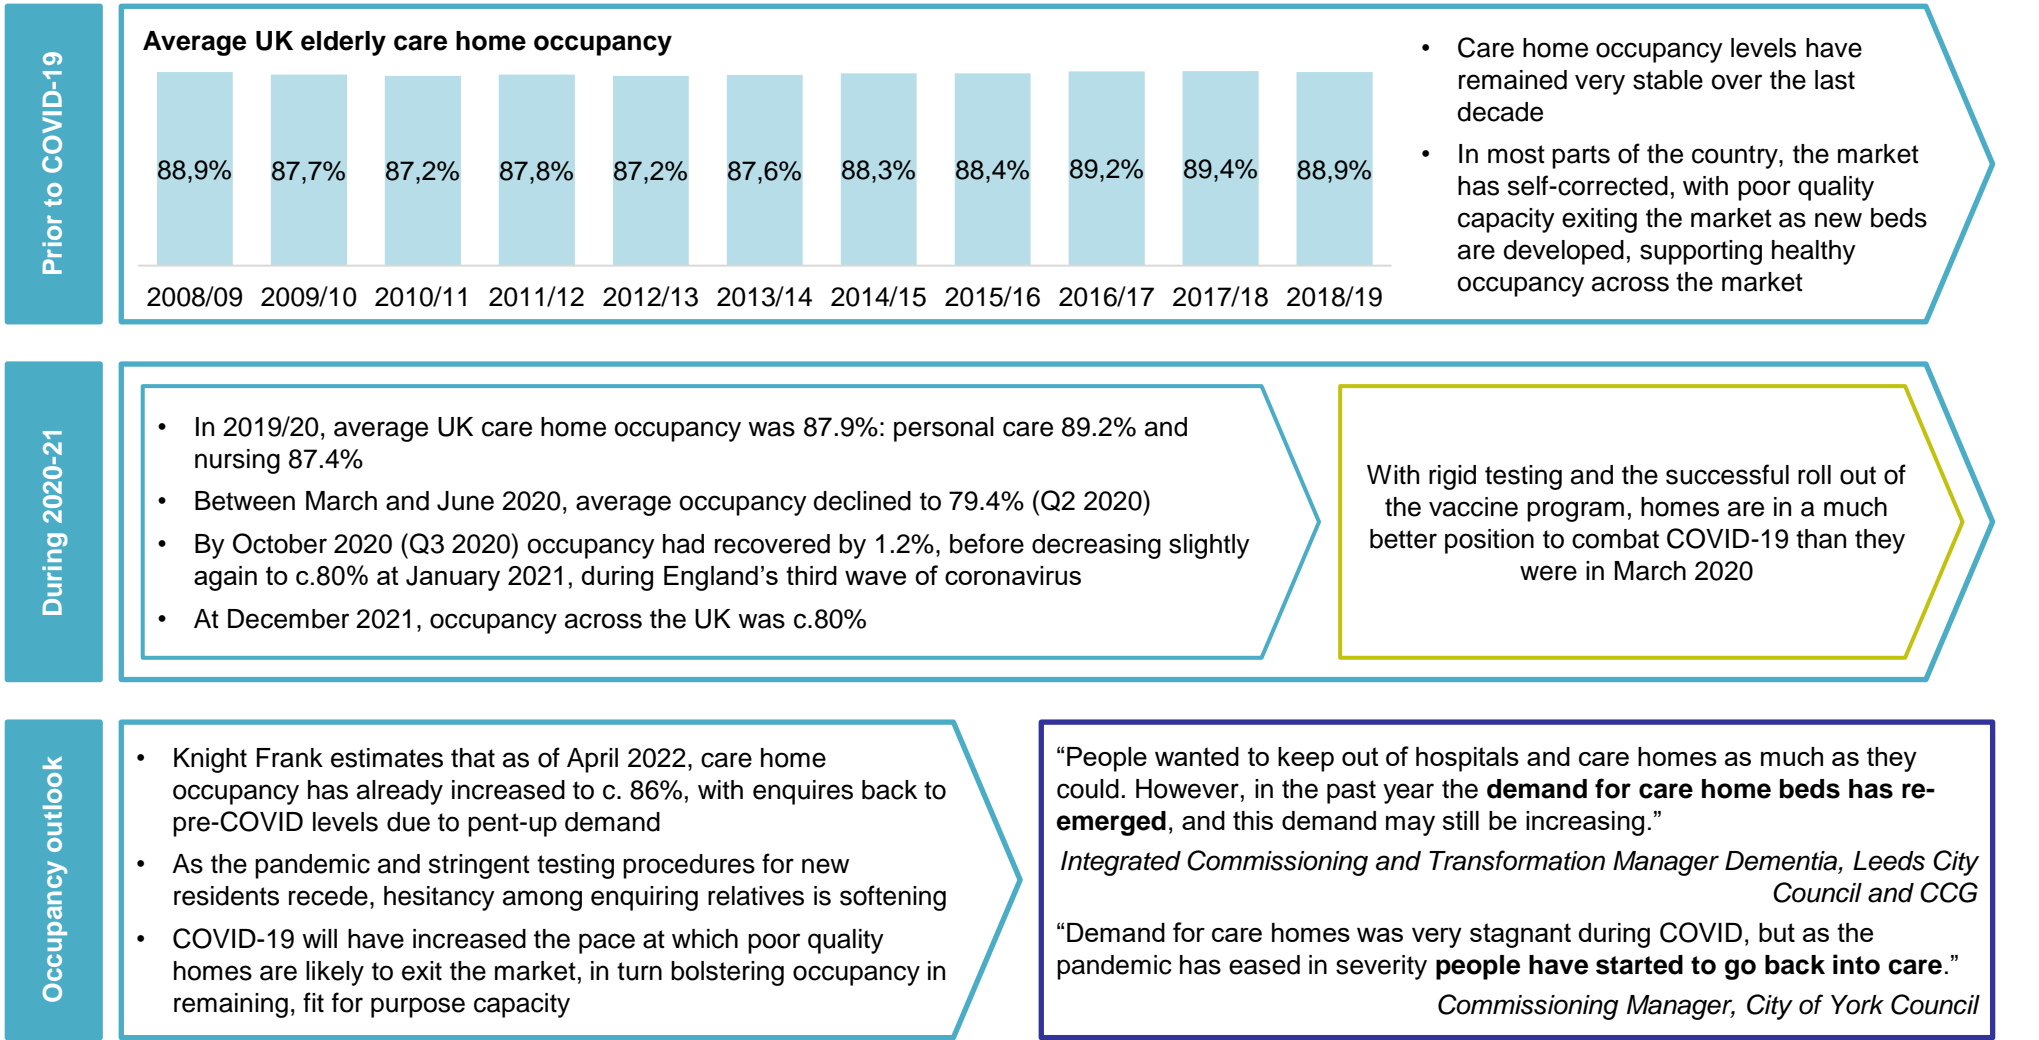 Prior to COVID-19
Average UK elderly care home occupancy
88,9% 87,7% 87,2% 87,8% 87,2% 87,6% 88,3% 88,4% 89,2% 89,4% 88,9%
2008/09 2009/10 2010/11 2011/12 2012/13 2013/14 2014/15 2015/16 2016/17 2017/18 2018/19
• Care home occupancy levels have
remained very stable over the last
decade
• In most parts of the country, the market
has self-corrected, with poor quality
capacity exiting the market as new beds
are developed, supporting healthy
occupancy across the market
During 2020-21
• In 2019/20, average UK care home occupancy was 87.9%: personal care 89.2% and
nursing 87.4%
• Between March and June 2020, average occupancy declined to 79.4% (Q2 2020)
• By October 2020 (Q3 2020) occupancy had recovered by 1.2%, before decreasing slightly
again to c.80% at January 2021, during England’s third wave of coronavirus
• At December 2021, occupancy across the UK was c.80%
With rigid testing and the successful roll out of
the vaccine program, homes are in a much
better position to combat COVID-19 than they
were in March 2020
Occupancy outlook
• Knight Frank estimates that as of April 2022, care home
occupancy has already increased to c. 86%, with enquires back to
pre-COVID levels due to pent-up demand
• As the pandemic and stringent testing procedures for new
residents recede, hesitancy among enquiring relatives is softening
• COVID-19 will have increased the pace at which poor quality
homes are likely to exit the market, in turn bolstering occupancy in
remaining, fit for purpose capacity
“People wanted to keep out of hospitals and care homes as much as they
could. However, in the past year the demand for care home beds has re-
emerged, and this demand may still be increasing.”
Integrated Commissioning and Transformation Manager Dementia, Leeds City
Council and CCG
“Demand for care homes was very stagnant during COVID, but as the
pandemic has eased in severity people have started to go back into care.”
Commissioning Manager, City of York Council